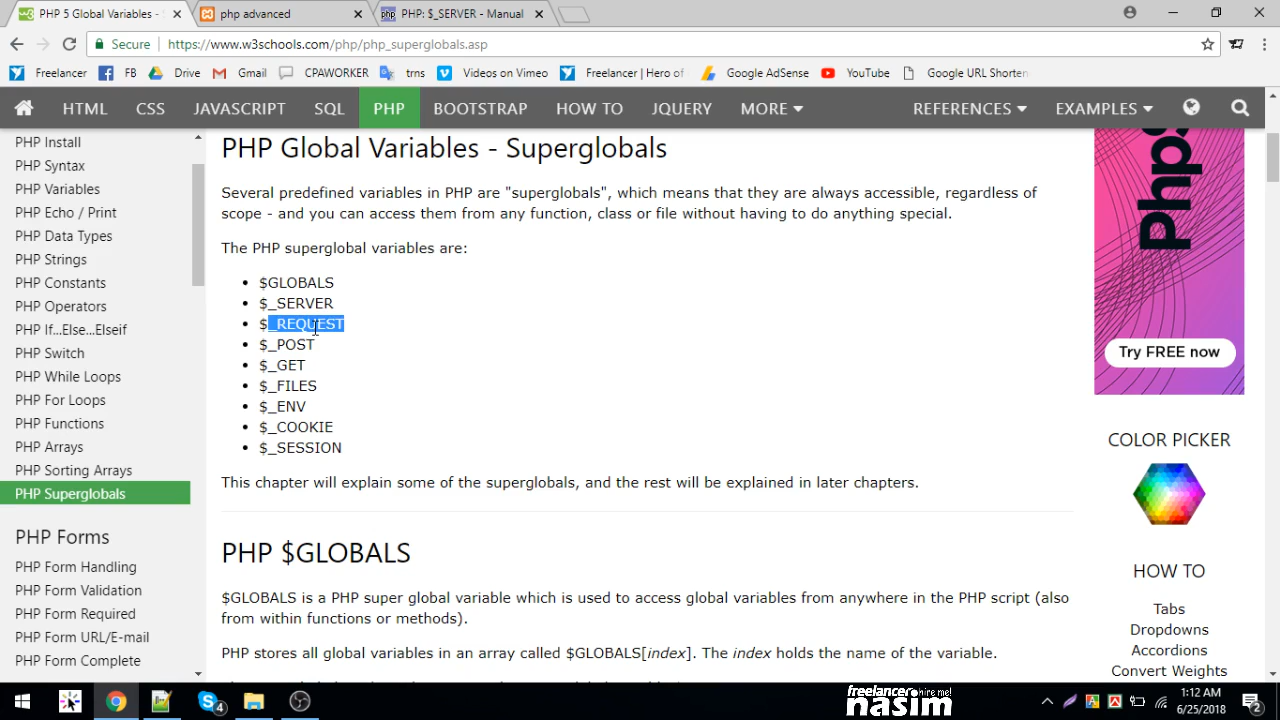 PHP 5 Global Variables -
php advanced
PHP: $_SERVER - Manual
Secure
https://www.w3schools.com/php/php_superglobals.asp
Freelancer
FB
Drive
Gmail
CPAWORKER
trns
Videos on Vimeo
Freelancer | Hero of
Google AdSense
YouTube
Google URL Shorten
HTML
CSS
JAVASCRIPT
SQL
PHP
BOOTSTRAP
HOW TO
JQUERY
MORE
REFERENCES
EXAMPLES
PHP Install
PHP Syntax
PHP Variables
PHP Echo / Print
PHP Data Types
PHP Strings
PHP Constants
PHP Operators
PHP If...Else...Elseif
PHP Switch
PHP While Loops
PHP For Loops
PHP Functions
PHP Arrays
PHP Sorting Arrays
PHP Superglobals
PHP Forms
PHP Form Handling
PHP Form Validation
PHP Form Required
PHP Form URL/E-mail
PHP Form Complete
PHP Global Variables - Superglobals
Several predefined variables in PHP are "superglobals", which means that they are always accessible, regardless of
scope - and you can access them from any function, class or file without having to do anything special.
The PHP superglobal variables are:
• $GLOBALS
• $_SERVER
• $_REQUEST
• $_POST
• $_GET
• $_FILES
• $_ENV
• $_COOKIE
• $_SESSION
This chapter will explain some of the superglobals, and the rest will be explained in later chapters.
PHP $GLOBALS
$GLOBALS is a PHP super global variable which is used to access global variables from anywhere in the PHP script (also
from within functions or methods).
PHP stores all global variables in an array called $GLOBALS[index]. The index holds the name of the variable.
PhpS
Try FREE now
COLOR PICKER
HOW TO
Tabs
Dropdowns
Accordions
Convert Weights
4
freelancer hire me!
nasim
1:12 AM
6/25/2018
2